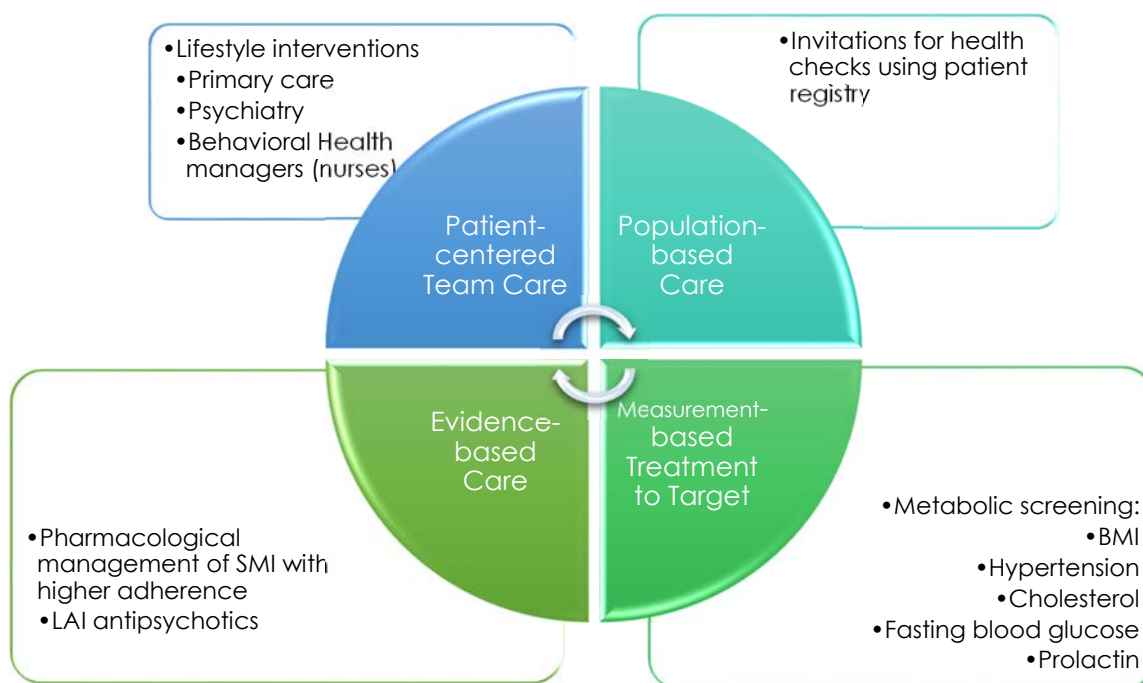 •Lifestyle interventions
•Primary care
•Psychiatry
•Behavioral Health
managers (nurses)
•Invitations for health
checks using patient
registry
Patient-
centered
Team Care
Population-
based
Care
Evidence-
based
Care
Measurement-
based
Treatment
to Target
•Pharmacological
management of SMI with
higher adherence
•LAI antipsychotics
•Metabolic screening:
•BMI
•Hypertension
•Cholesterol
•Fasting blood glucose
•Prolactin